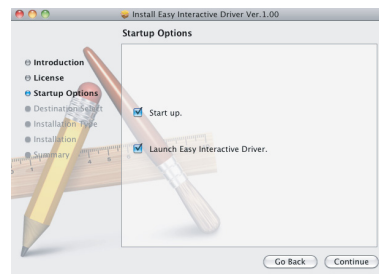 Install Easy Interactive Driver Ver.1.00
Startup Options
Introduction
License
Startup Options
Destination Select
Installation Type
Installation
Summary
Start up.
Launch Easy Interactive Driver.
Go Back
Continue